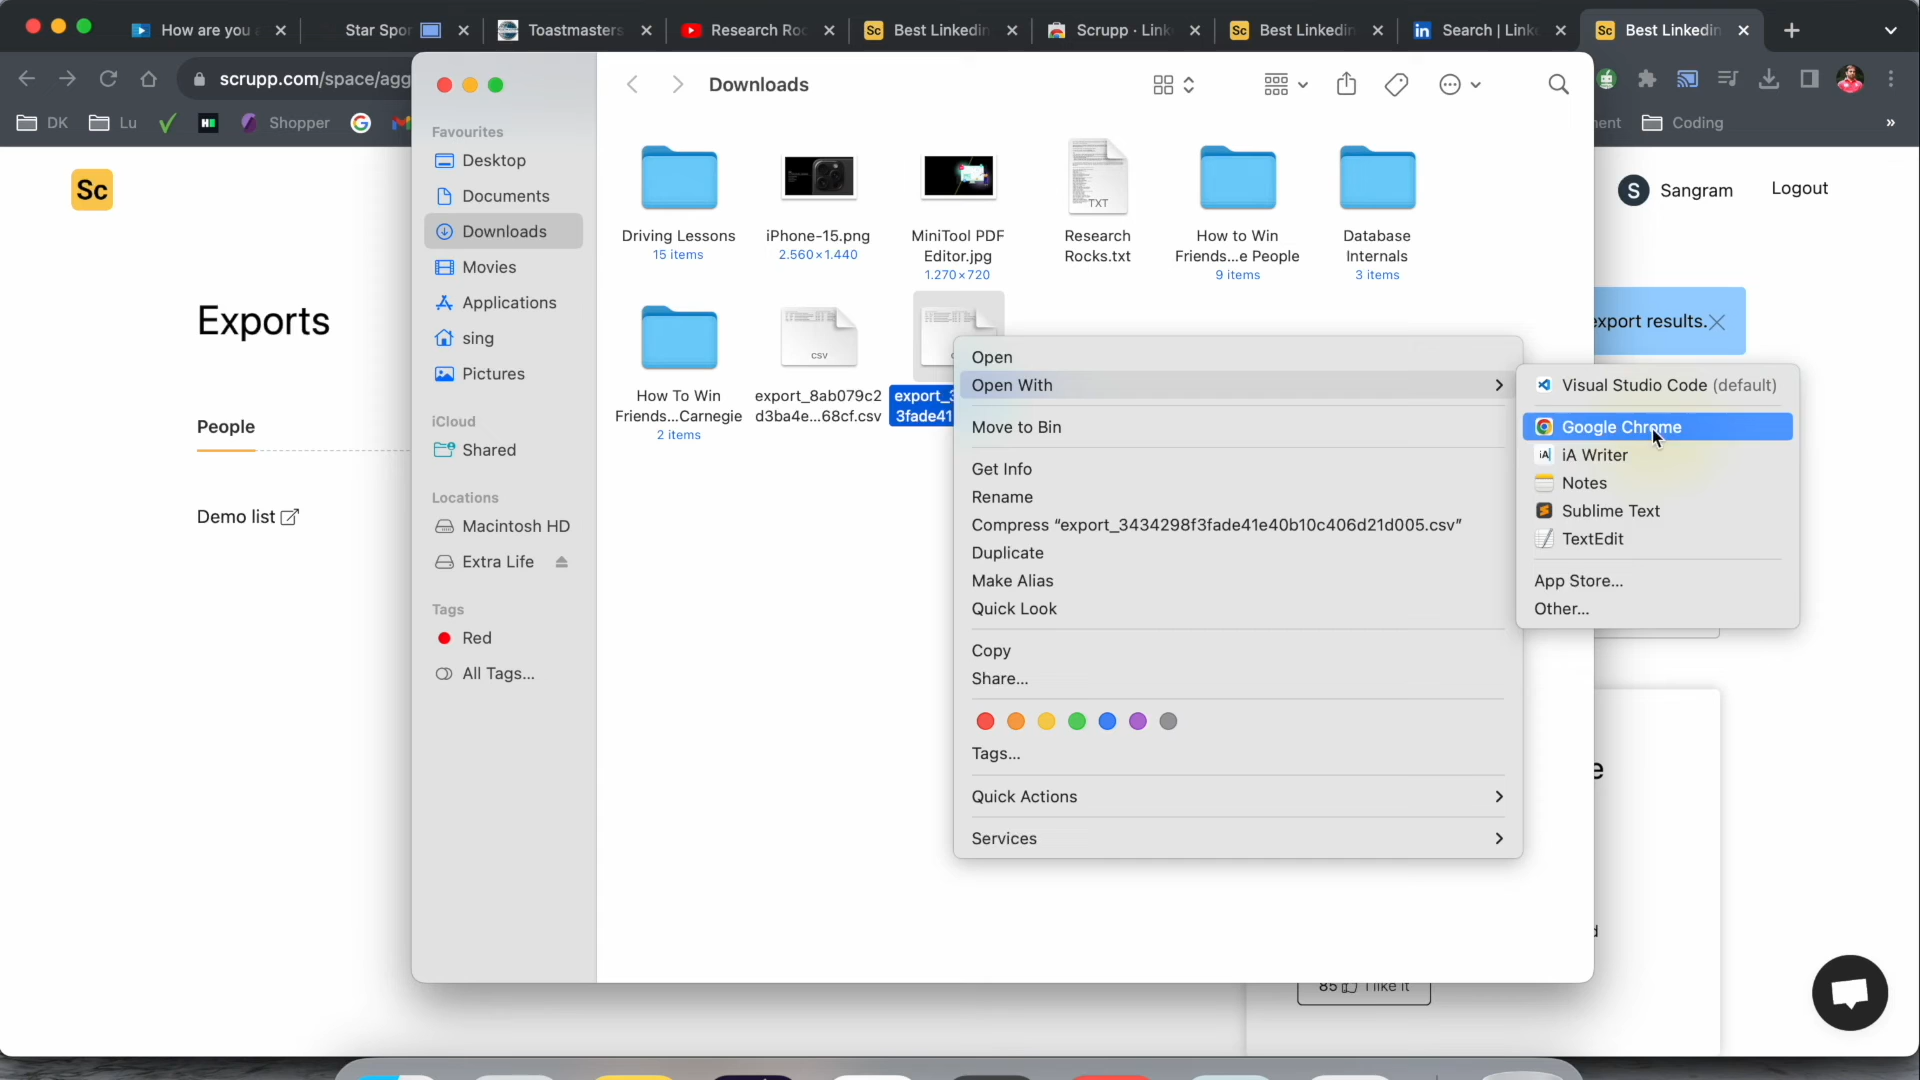 How are you
Star Spor
Toastmasters
Research Roc
Sc Best Linkedin
Scrupp · Link
Sc Best Linkedin
in Search | Linke
Sc Best Linkedin
scrupp.com/space/agg
DK
Lu
Shopper
Coding
»
Sc
S Sangram
Logout
Exports
People
Demo list
export results.
85 I like it
Favourites
Desktop
Documents
Downloads
Movies
Applications
sing
Pictures
iCloud
Shared
Locations
Macintosh HD
Extra Life
Tags
Red
All Tags...
Downloads
Driving Lessons
15 items
iPhone-15.png
2.560×1.440
MiniTool PDF
Editor.jpg
1.270×720
TXT
Research
Rocks.txt
How to Win
Friends...e People
9 items
Database
Internals
3 items
How To Win
Friends...Carnegie
2 items
csv
export_8ab079c2
d3ba4e...68cf.csv
export_3
3fade41
Open
Open With
Move to Bin
Get Info
Rename
Compress “export_3434298f3fade41e40b10c406d21d005.csv”
Duplicate
Make Alias
Quick Look
Copy
Share...
Tags...
Quick Actions
Services
Visual Studio Code (default)
Google Chrome
iA Writer
Notes
Sublime Text
TextEdit
App Store...
Other...